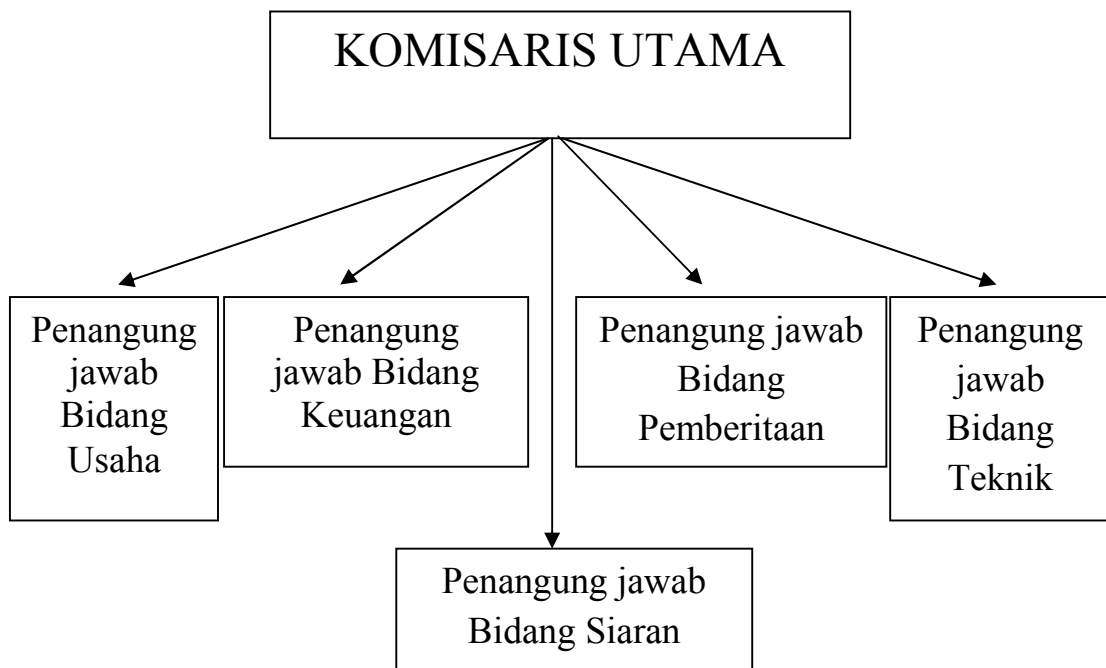 KOMISARIS UTAMA
Penangung
jawab
Bidang
Usaha
Penangung
jawab Bidang
Keuangan
Penangung jawab
Bidang
Pemberitaan
Penangung
jawab
Bidang
Teknik
Penangung jawab
Bidang Siaran